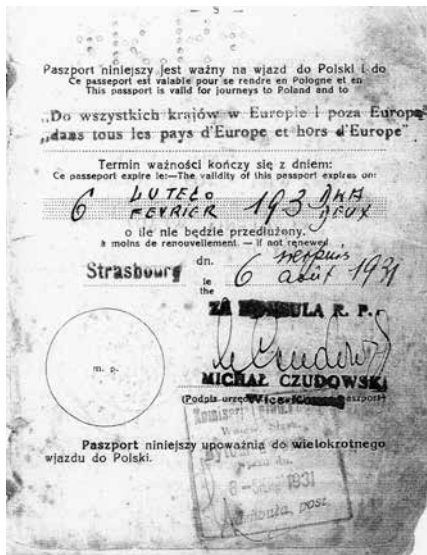 — 5 —
Paszport niniejszy jest ważny na wjazd do Polski i do
Ce passeport est valable pour se rendre en Pologne et en
This passport is valid for journeys to Poland and to
„Do wszystkich krajów w Europie i poza Europą”
„dans tous les pays d'Europe et hors d'Europe”
Termin ważności kończy się z dniem:
Ce passeport expire le:—The validity of this passport expires on:
6 LUTEGO 193 DWA
FEVRIER DEUX
o ile nie będzie przedłużony.
à moins de renouvellement. — if not renewed
Strasbourg dn. 6 sierpnia 1931
le août
the
ZA KONSULA R. P.
m. p.
MICHAŁ CZUDOWSKI
(Podpis Wice-Konsul
Paszport niniejszy upoważnia do wielokrotnego
wjazdu do Polski.
6 - 1931